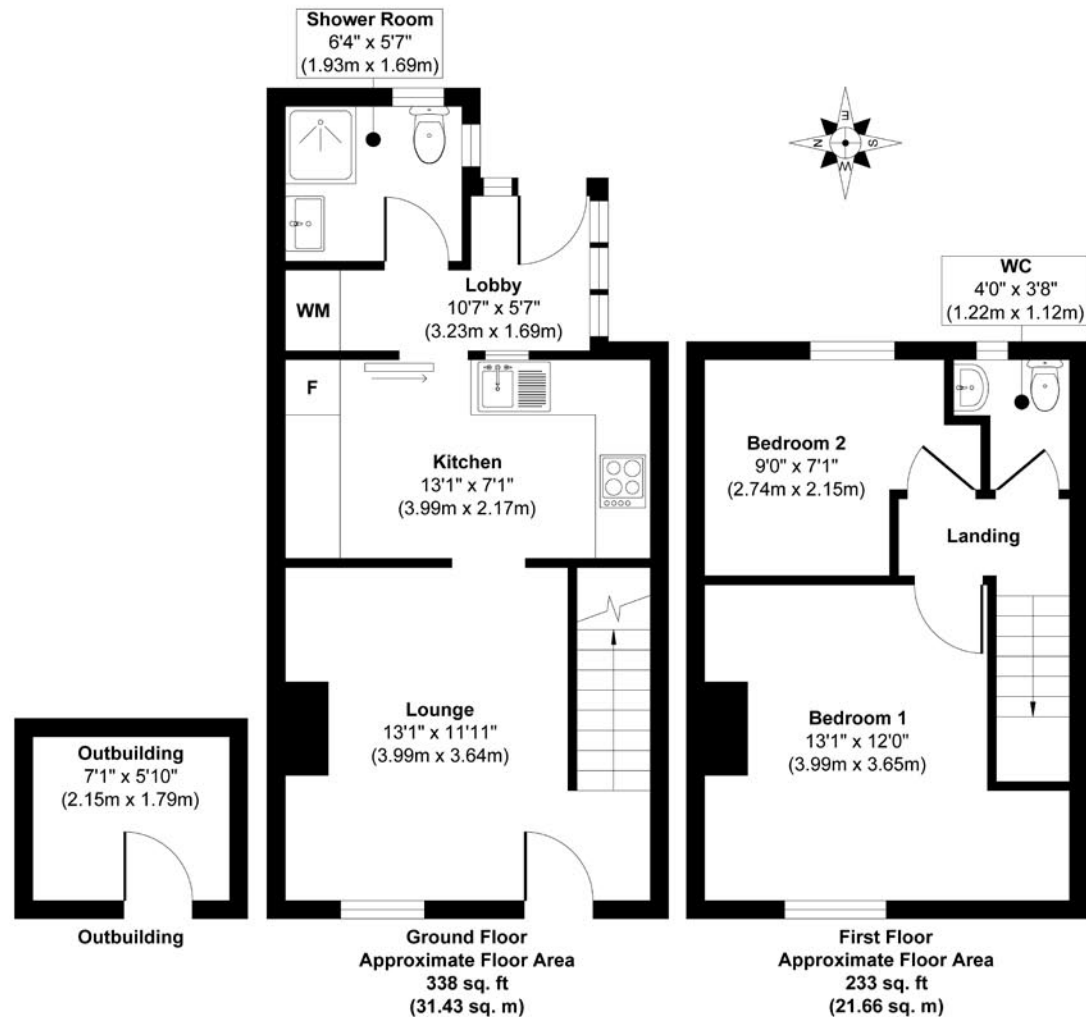 Shower Room
6'4" x 5'7"
(1.93m x 1.69m)
E
N
S
W
WC
4'0" x 3'8"
(1.22m x 1.12m)
Lobby
10'7" x 5'7"
(3.23m x 1.69m)
WM
F
Kitchen
13'1" x 7'1"
(3.99m x 2.17m)
Bedroom 2
9'0" x 7'1"
(2.74m x 2.15m)
Landing
Lounge
13'1" x 11'11"
(3.99m x 3.64m)
Bedroom 1
13'1" x 12'0"
(3.99m x 3.65m)
Outbuilding
7'1" x 5'10"
(2.15m x 1.79m)
Outbuilding
Ground Floor
Approximate Floor Area
338 sq. ft
(31.43 sq. m)
First Floor
Approximate Floor Area
233 sq. ft
(21.66 sq. m)